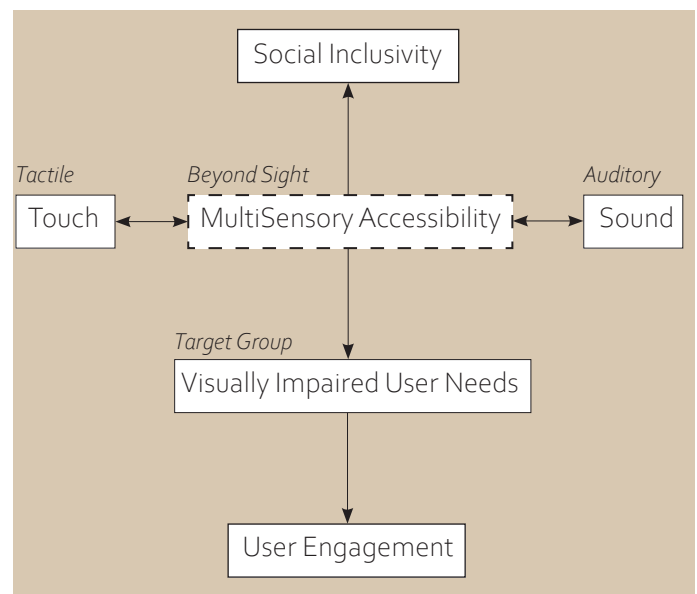 Social Inclusivity
Tactile
Beyond Sight
Auditory
Touch
MultiSensory Accessibility
Sound
Target Group
Visually Impaired User Needs
User Engagement